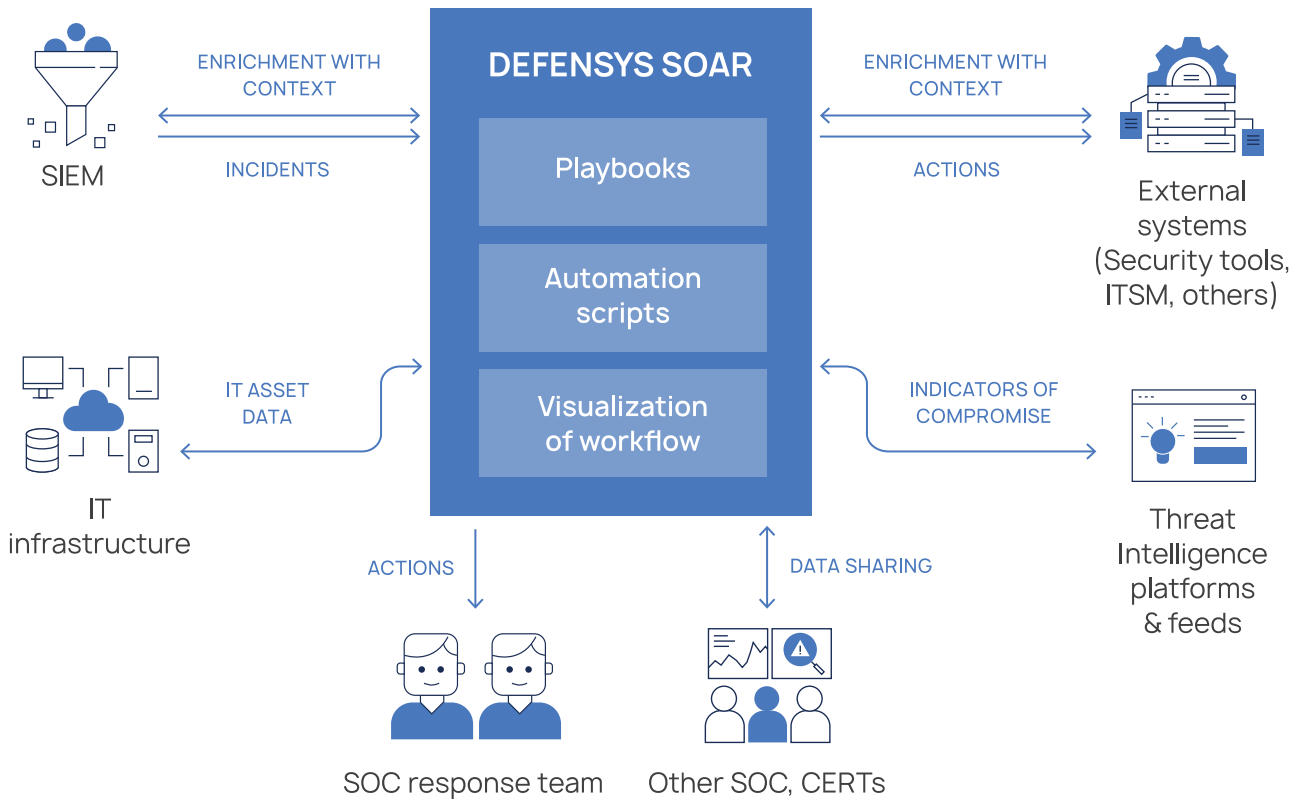 DEFENSYS SOAR
Playbooks
Automation
scripts
Visualization
of workflow
ENRICHMENT WITH
CONTEXT
INCIDENTS
SIEM
ENRICHMENT WITH
CONTEXT
ACTIONS
External
systems
(Security tools,
ITSM, others)
IT ASSET
DATA
IT
infrastructure
INDICATORS OF
COMPROMISE
Threat
Intelligence
platforms
& feeds
ACTIONS
SOC response team
DATA SHARING
Other SOC, CERTs